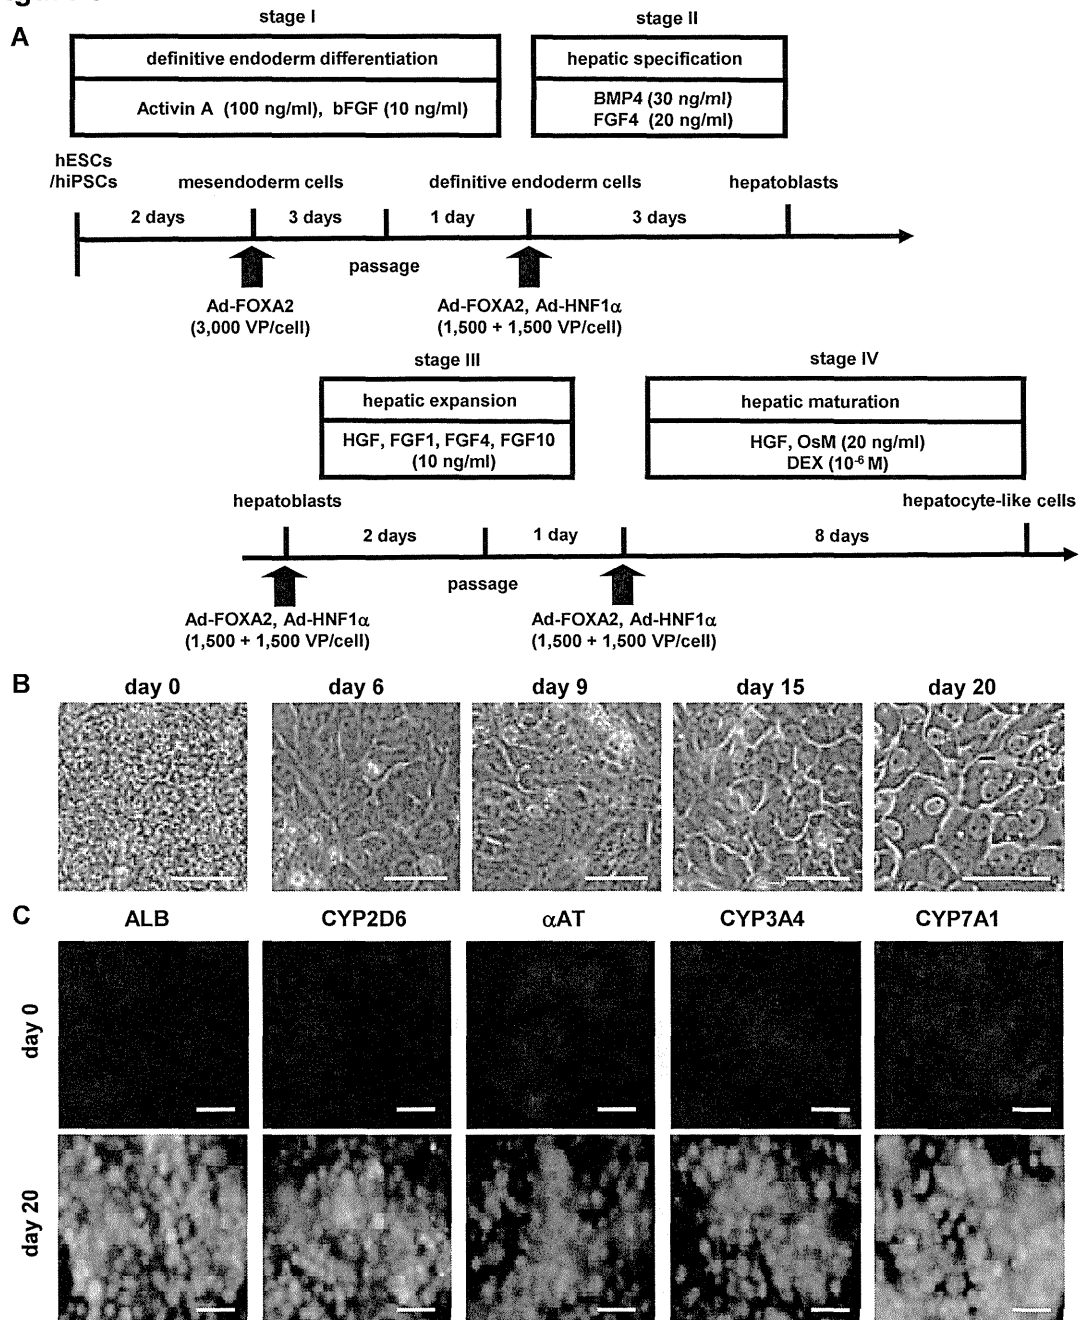 A
stage I
stage II
definitive endoderm differentiation
hepatic specification
Activin A (100 ng/ml), bFGF (10 ng/ml)
BMP4 (30 ng/ml)
FGF4 (20 ng/ml)
hESCs
/hiPSCs
mesendoderm cells
definitive endoderm cells
hepatoblasts
2 days
3 days
1 day
3 days
passage
Ad-FOXA2
(3,000 VP/cell)
Ad-FOXA2, Ad-HNF1α
(1,500 + 1,500 VP/cell)
stage III
stage IV
hepatic expansion
hepatic maturation
HGF, FGF1, FGF4, FGF10
(10 ng/ml)
HGF, OsM (20 ng/ml)
DEX (10⁻⁶ M)
hepatoblasts
hepatocyte-like cells
2 days
1 day
8 days
passage
Ad-FOXA2, Ad-HNF1α
(1,500 + 1,500 VP/cell)
Ad-FOXA2, Ad-HNF1α
(1,500 + 1,500 VP/cell)
B
day 0
day 6
day 9
day 15
day 20
C
ALB
CYP2D6
αAT
CYP3A4
CYP7A1
day 0
day 20